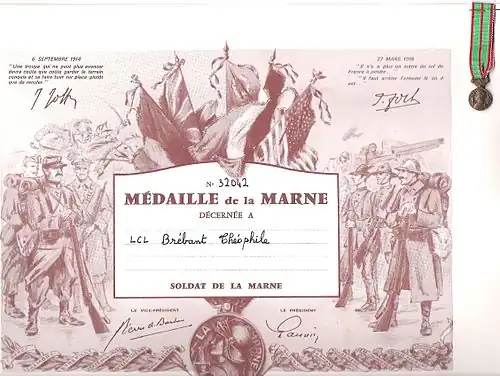 6 SEPTEMBRE 1914
"Une troupe qui ne peut plus avancer
devra coûte que coûte garder le terrain
conquis et se faire tuer sur place plutôt
que de reculer"
J Joffre
27 MARS 1918
"Il n'y a plus un mètre du sol de
France à perdre.
Il faut arrêter l'ennemi là où il
est.
F. Foch
N° 32042
MÉDAILLE de la MARNE
DÉCERNÉE A
LCL Brébant Théophile
SOLDAT DE LA MARNE
LE VICE-PRÉSIDENT
LE PRÉSIDENT
LA